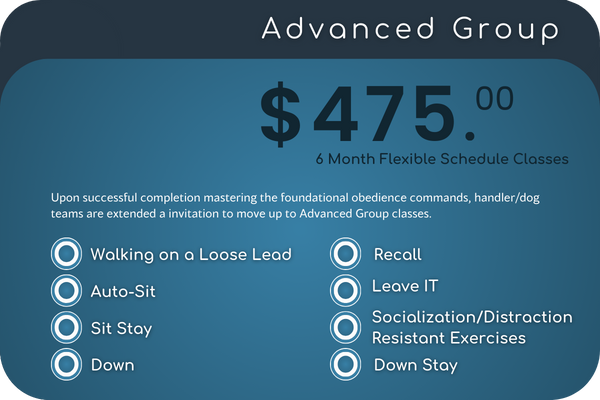 Advanced Group
$475.00
6 Month Flexible Schedule Classes
Upon successful completion mastering the foundational obedience commands, handler/dog
teams are extended a invitation to move up to Advanced Group classes.
Walking on a Loose Lead
Auto-Sit
Sit Stay
Down
Recall
Leave IT
Socialization/Distraction
Resistant Exercises
Down Stay